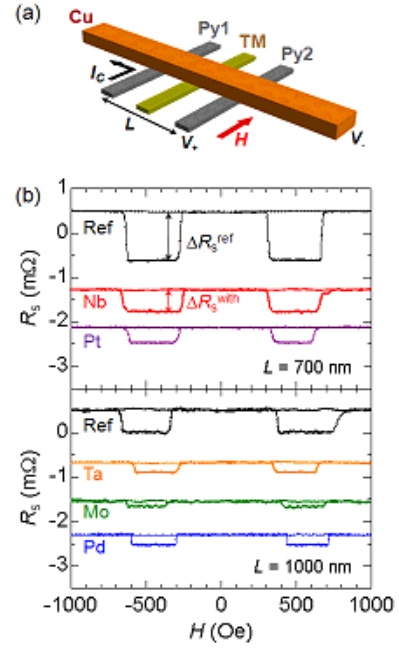 (a)
Cu
Py1
TM
Py2
I_C
L
V₊
H
V₋
(b)
1
0
-1
-2
-3
R_s (mΩ)
Ref
ΔR_s^ref
Nb
ΔR_s^with
Pt
L = 700 nm
0
-1
-2
-3
R_s (mΩ)
Ref
Ta
Mo
Pd
L = 1000 nm
-1000 -500 0 500 1000
H (Oe)